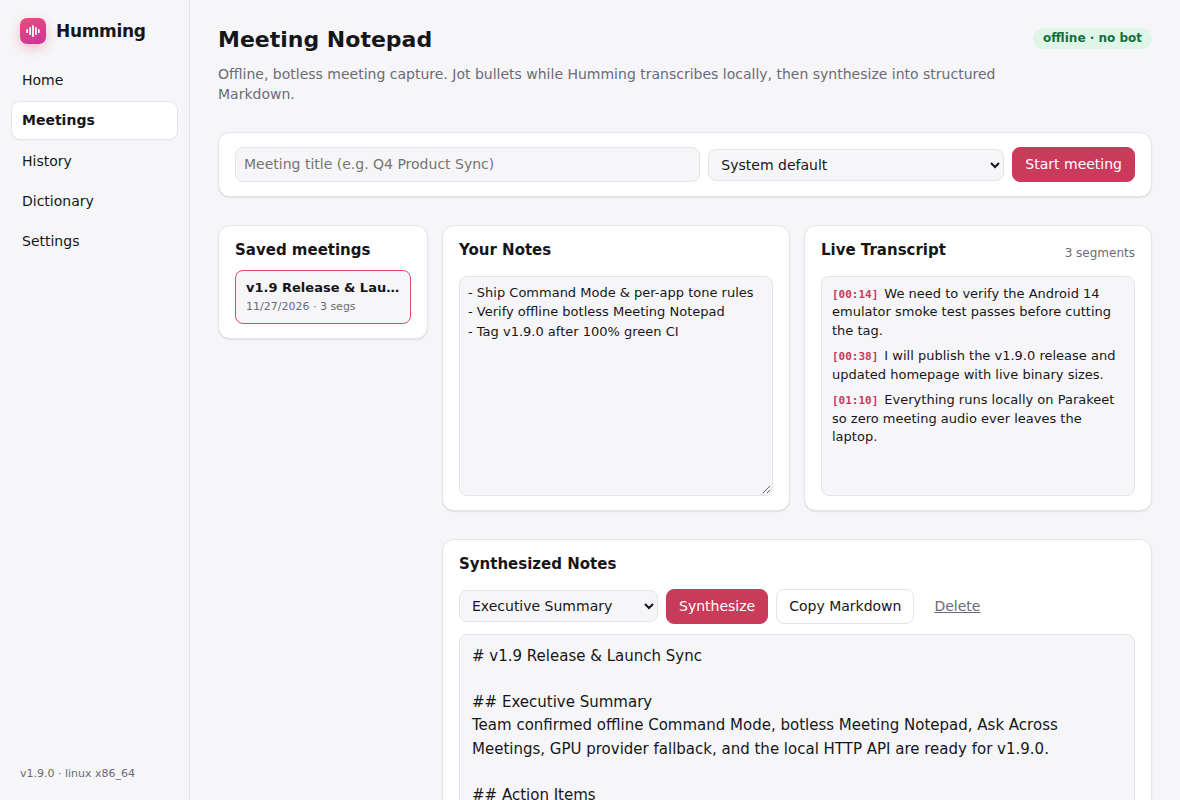 Humming
Home
Meetings
History
Dictionary
Settings
v1.9.0 · linux x86_64
Meeting Notepad
offline · no bot
Offline, botless meeting capture. Jot bullets while Humming transcribes locally, then synthesize into structured
Markdown.
Meeting title (e.g. Q4 Product Sync)
System default
Start meeting
Saved meetings
v1.9 Release & Lau...
11/27/2026 · 3 segs
Your Notes
- Ship Command Mode & per-app tone rules
- Verify offline botless Meeting Notepad
- Tag v1.9.0 after 100% green CI
Live Transcript
3 segments
[00:14] We need to verify the Android 14
emulator smoke test passes before cutting
the tag.
[00:38] I will publish the v1.9.0 release and
updated homepage with live binary sizes.
[01:10] Everything runs locally on Parakeet
so zero meeting audio ever leaves the
laptop.
Synthesized Notes
Executive Summary
Synthesize
Copy Markdown
Delete
# v1.9 Release & Launch Sync
## Executive Summary
Team confirmed offline Command Mode, botless Meeting Notepad, Ask Across
Meetings, GPU provider fallback, and the local HTTP API are ready for v1.9.0.
## Action Items